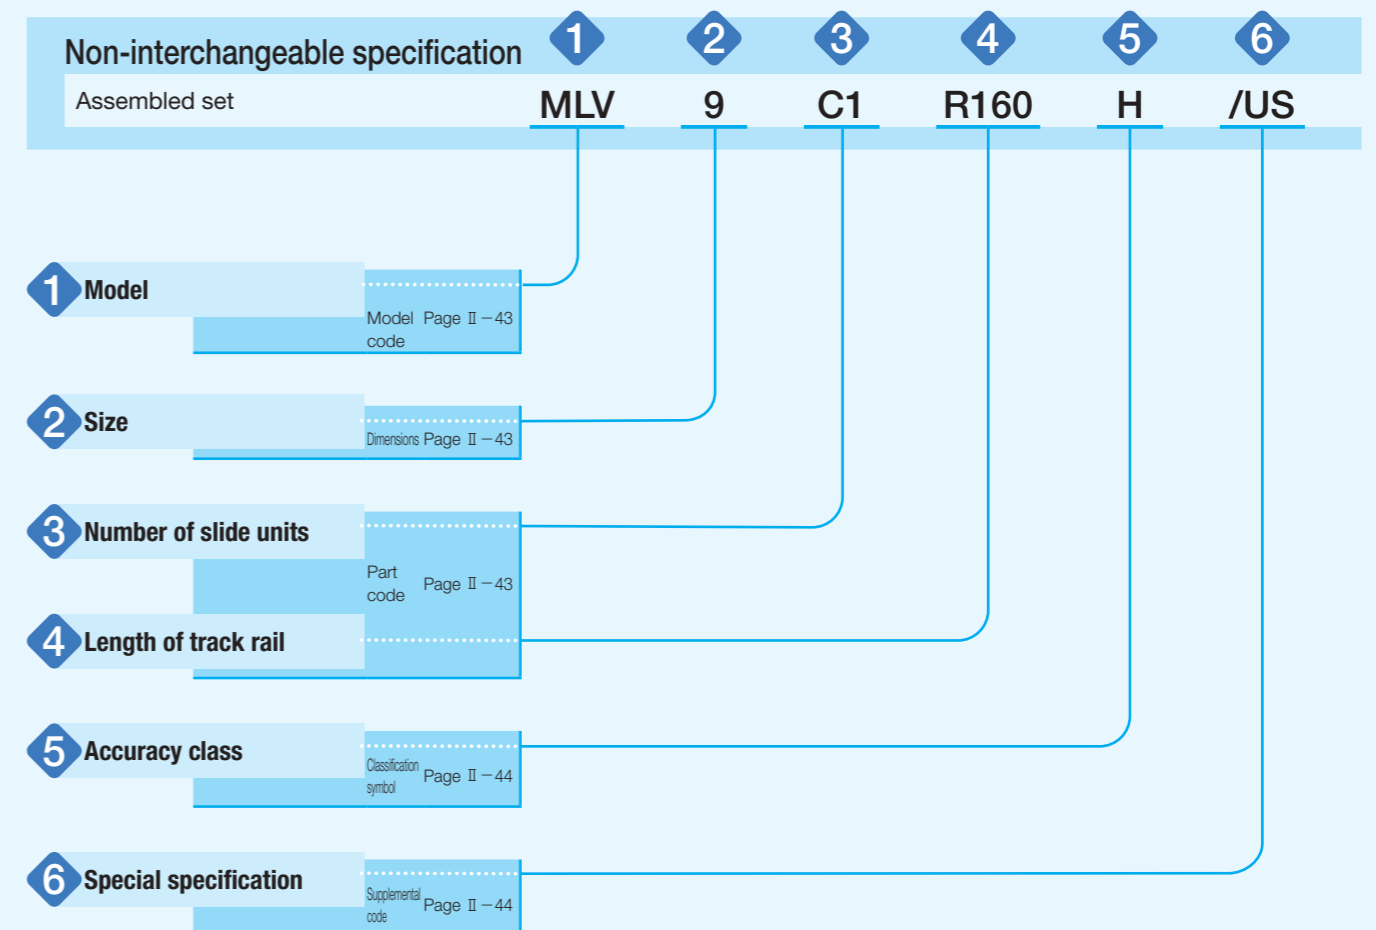 Non-interchangeable specification 1 2 3 4 5 6
Assembled set MLV 9 C1 R160 H /US
1 Model
Model code Page Ⅱ－43
2 Size
Dimensions Page Ⅱ－43
3 Number of slide units
Part code Page Ⅱ－43
4 Length of track rail
5 Accuracy class
Classification symbol Page Ⅱ－44
6 Special specification
Supplemental code Page Ⅱ－44